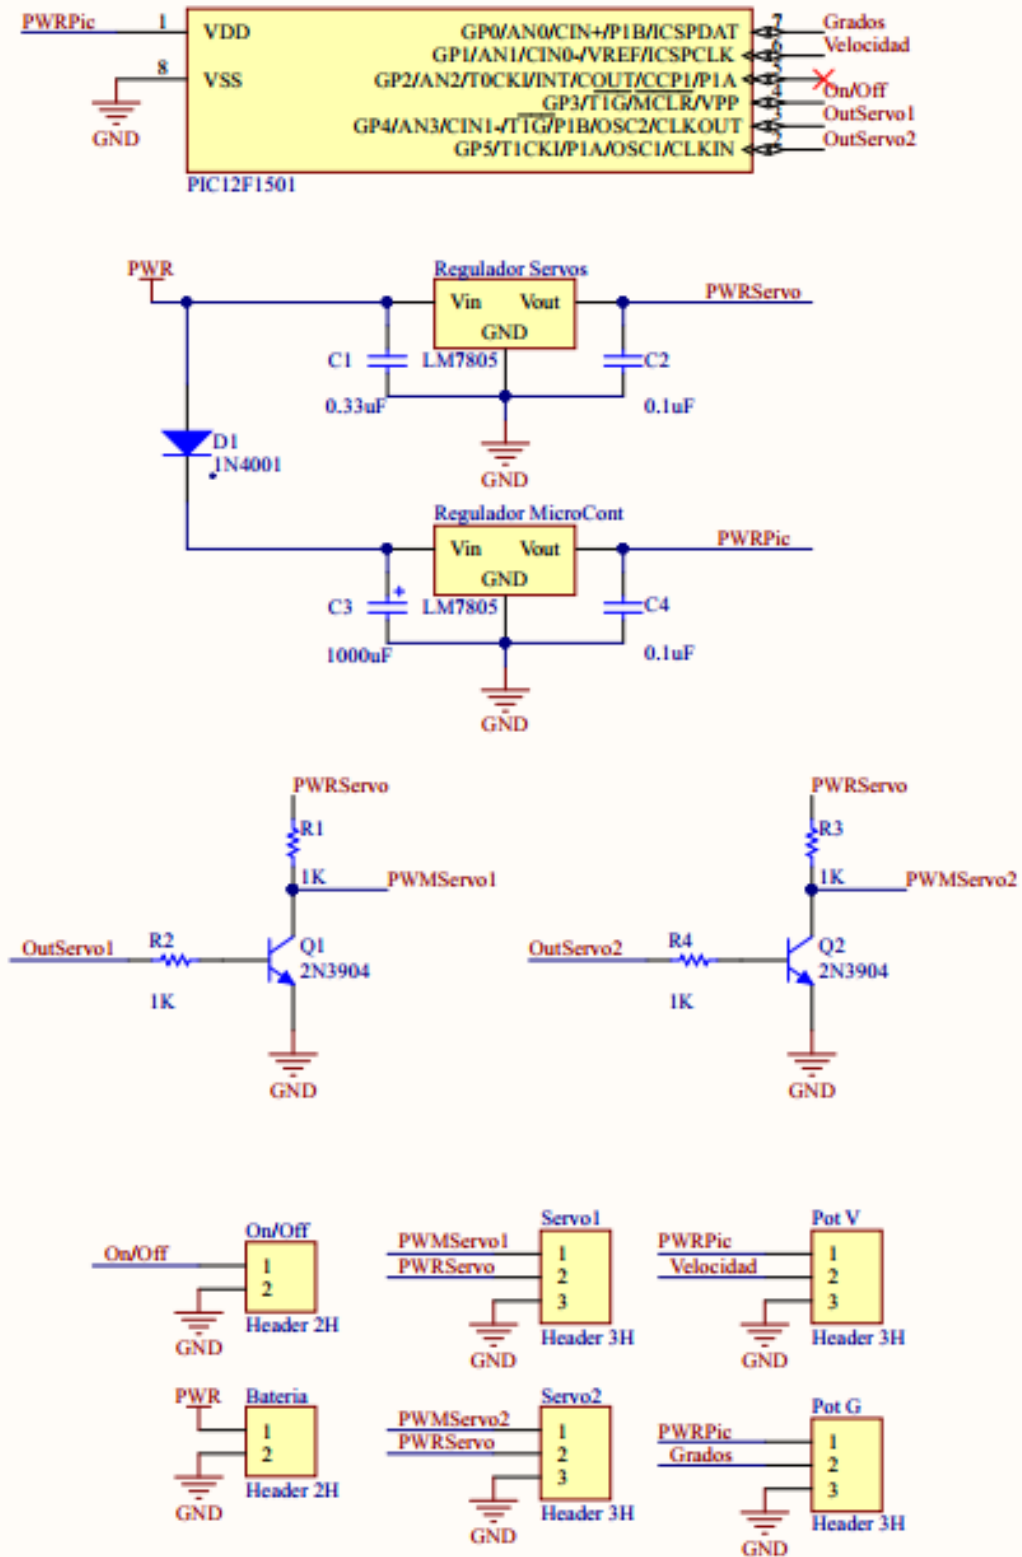 PWRPic
1
VDD
8
VSS
GND
GP0/AN0/CIN+/P1B/ICSPDAT
GP1/AN1/CIN0-/VREF/ICSPCLK
GP2/AN2/T0CKI/INT/COUT/CCP1/P1A
GP3/T1G/MCLR/VPP
GP4/AN3/CIN1-/T1G/P1B/OSC2/CLKOUT
GP5/T1CKI/P1A/OSC1/CLKIN
Grados
Velocidad
On/Off
OutServo1
OutServo2
PIC12F1501
PWR
Regulador Servos
Vin Vout
GND
LM7805
PWRServo
C1
0.33uF
C2
0.1uF
GND
D1
1N4001
Regulador MicroCont
Vin Vout
GND
LM7805
PWRPic
C3
+
1000uF
C4
0.1uF
GND
PWRServo
R1
1K
PWMServo1
OutServo1
R2
1K
Q1
2N3904
GND
PWRServo
R3
1K
PWMServo2
OutServo2
R4
1K
Q2
2N3904
GND
On/Off
On/Off
1
2
GND
Header 2H
Servo1
PWMServo1
PWRServo
1
2
3
GND
Header 3H
Pot V
PWRPic
Velocidad
1
2
3
GND
Header 3H
PWR
Bateria
1
2
GND
Header 2H
Servo2
PWMServo2
PWRServo
1
2
3
GND
Header 3H
Pot G
PWRPic
Grados
1
2
3
GND
Header 3H